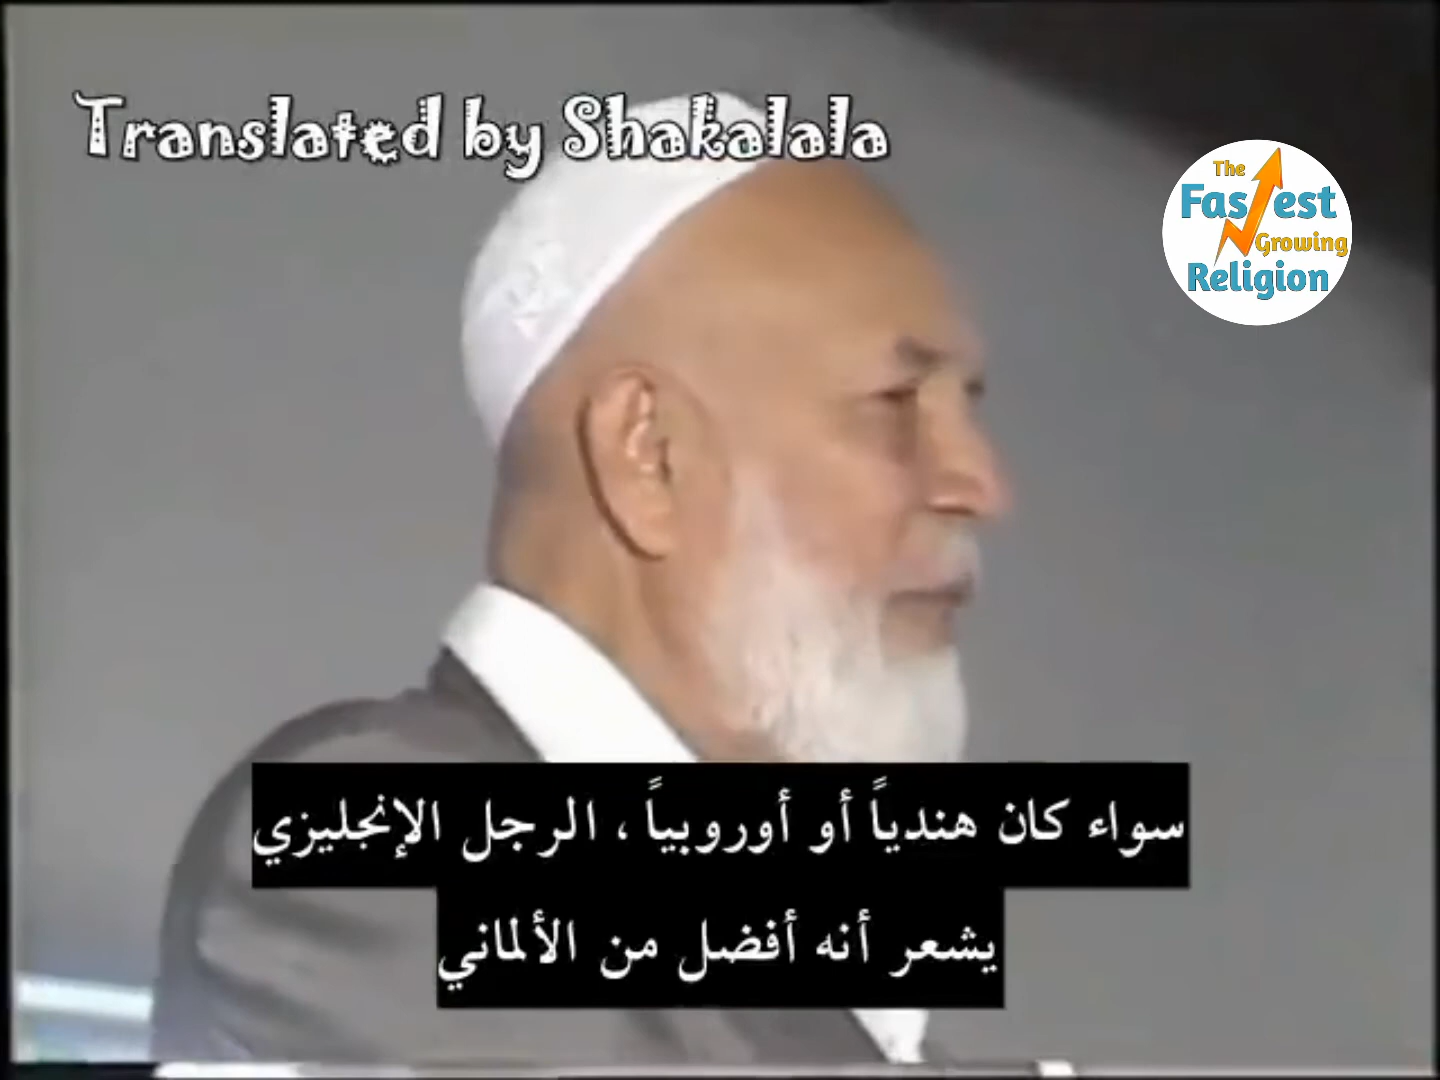 Translated by Shakalala
The
Fastest
Growing
Religion
سواء كان هندياً أو أوروبياً ، الرجل الإنجليزي
يشعر أنه أفضل من الألماني